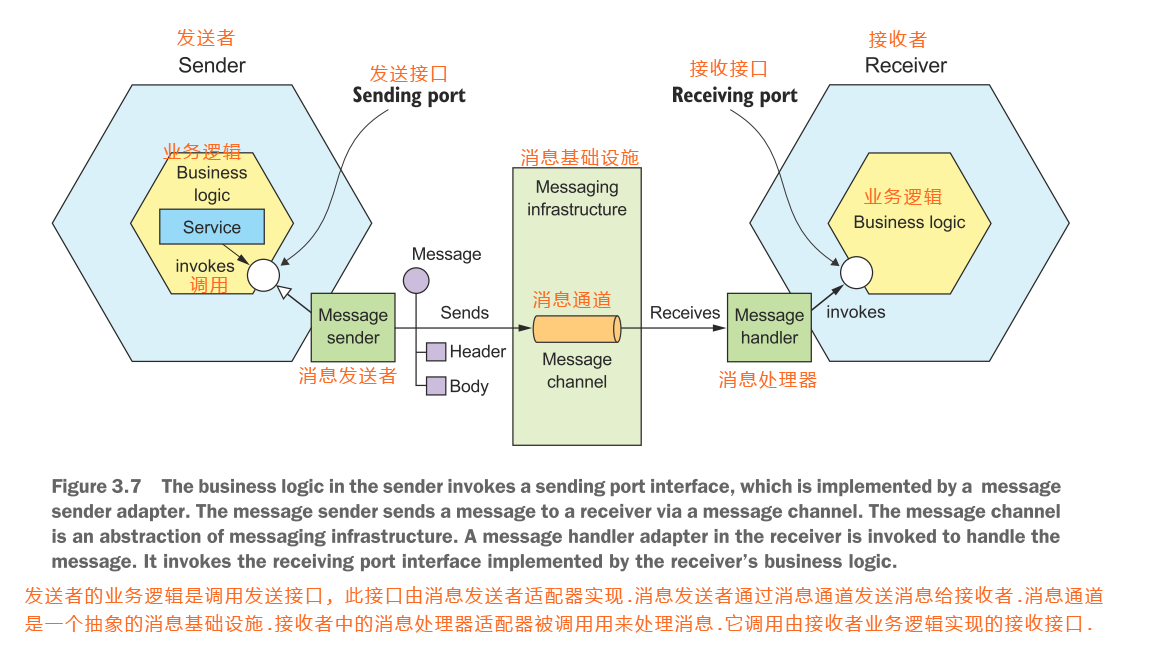 发送者
Sender
接收者
Receiver
发送接口
Sending port
接收接口
Receiving port
业务逻辑
Business
logic
Service
invokes
调用
消息基础设施
Messaging
infrastructure
业务逻辑
Business logic
Message
Sends
Header
Body
Message
sender
消息发送者
消息通道
Message
channel
Receives
Message
handler
消息处理器
invokes
Figure 3.7 The business logic in the sender invokes a sending port interface, which is implemented by a message
sender adapter. The message sender sends a message to a receiver via a message channel. The message channel
is an abstraction of messaging infrastructure. A message handler adapter in the receiver is invoked to handle the
message. It invokes the receiving port interface implemented by the receiver’s business logic.
发送者的业务逻辑是调用发送接口，此接口由消息发送者适配器实现.消息发送者通过消息通道发送消息给接收者.消息通道
是一个抽象的消息基础设施.接收者中的消息处理器适配器被调用用来处理消息.它调用由接收者业务逻辑实现的接收接口.